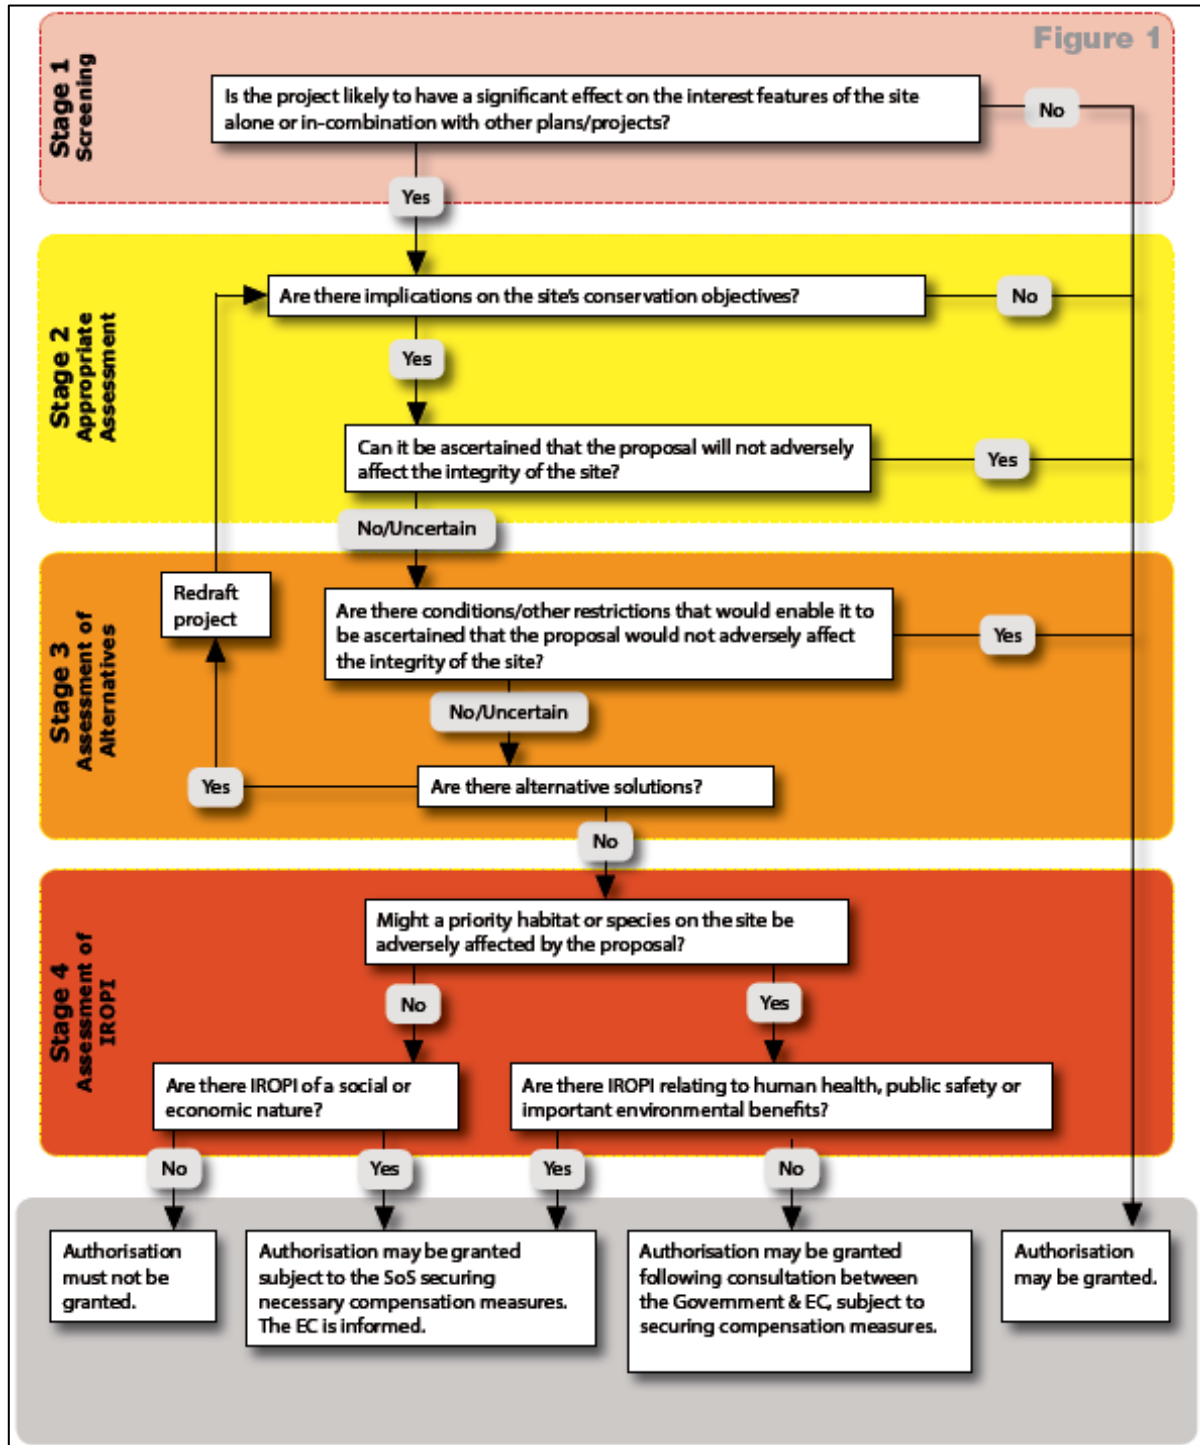 Figure 1
Stage 1
Screening
Is the project likely to have a significant effect on the interest features of the site
alone or in-combination with other plans/projects?
No
Yes
Stage 2
Appropriate
Assessment
Are there implications on the site's conservation objectives?
No
Yes
Can it be ascertained that the proposal will not adversely
affect the integrity of the site?
Yes
No/Uncertain
Stage 3
Assessment of
Alternatives
Redraft
project
Are there conditions/other restrictions that would enable it to
be ascertained that the proposal would not adversely affect
the integrity of the site?
Yes
No/Uncertain
Are there alternative solutions?
Yes
No
Stage 4
Assessment of
IROPI
Might a priority habitat or species on the site be
adversely affected by the proposal?
No
Yes
Are there IROPI of a social or
economic nature?
Are there IROPI relating to human health, public safety or
important environmental benefits?
No
Yes
Yes
No
Authorisation
must not be
granted.
Authorisation may be granted
subject to the SoS securing
necessary compensation measures.
The EC is informed.
Authorisation may be granted
following consultation between
the Government & EC, subject to
securing compensation measures.
Authorisation
may be granted.